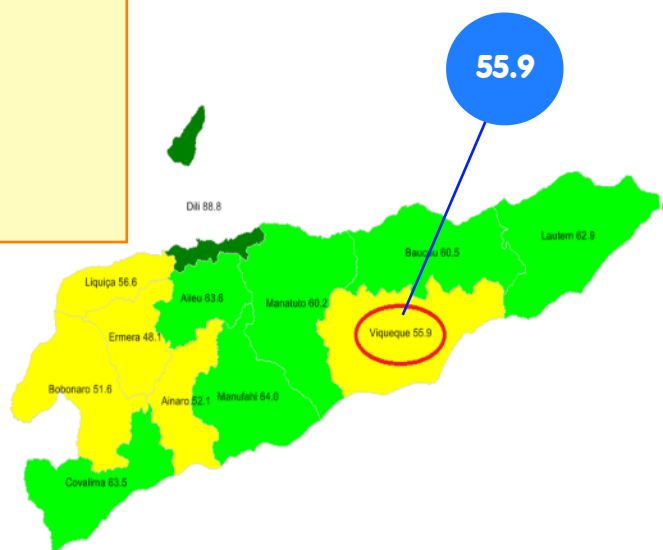 55.9
Dili 88.8
Lautem 62.9
Baucau 60.5
Liquiça 56.6
Aileu 63.6
Manatuto 60.2
Viqueque 55.9
Ermera 48.1
Bobonaro 51.6
Ainaro 52.1
Manufahi 64.0
Covalima 63.5